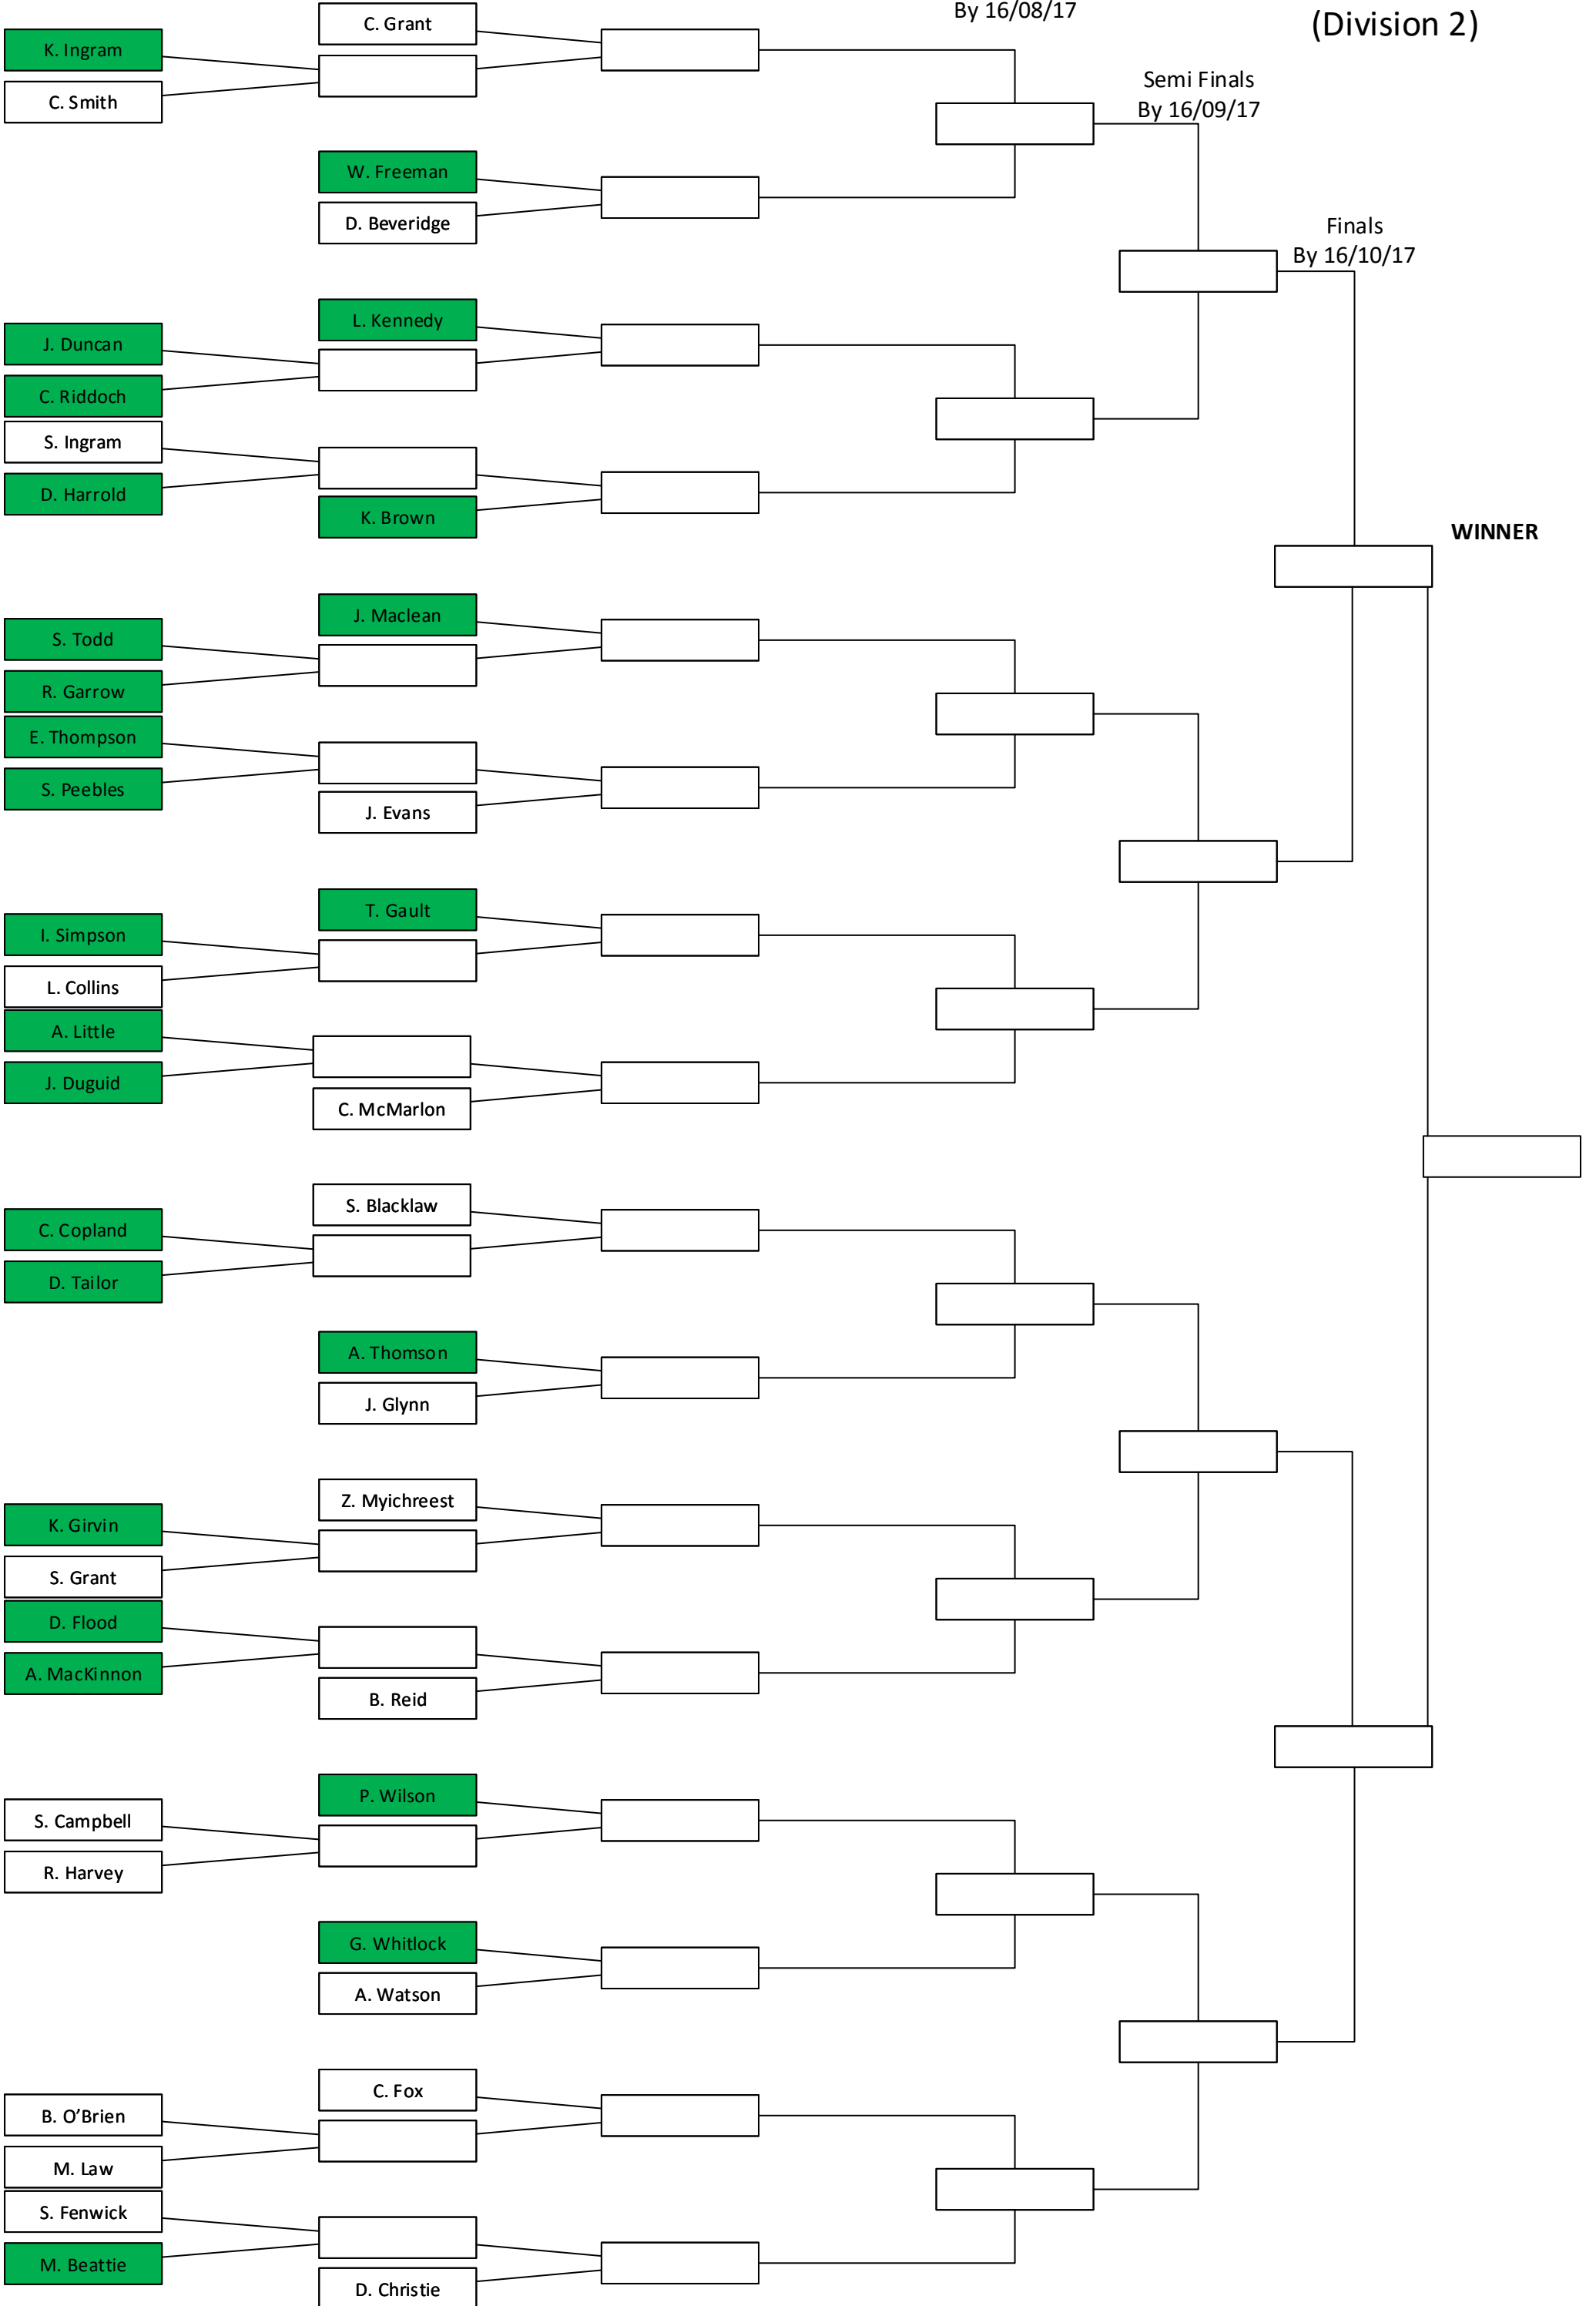 By 16/08/17
(Division 2)
C. Grant
K. Ingram
C. Smith
Semi Finals
By 16/09/17
W. Freeman
D. Beveridge
Finals
By 16/10/17
L. Kennedy
J. Duncan
C. Riddoch
S. Ingram
D. Harrold
K. Brown
WINNER
J. Maclean
S. Todd
R. Garrow
E. Thompson
S. Peebles
J. Evans
T. Gault
I. Simpson
L. Collins
A. Little
J. Duguid
C. McMarlon
S. Blacklaw
C. Copland
D. Tailor
A. Thomson
J. Glynn
Z. Myichreest
K. Girvin
S. Grant
D. Flood
A. MacKinnon
B. Reid
P. Wilson
S. Campbell
R. Harvey
G. Whitlock
A. Watson
C. Fox
B. O’Brien
M. Law
S. Fenwick
M. Beattie
D. Christie